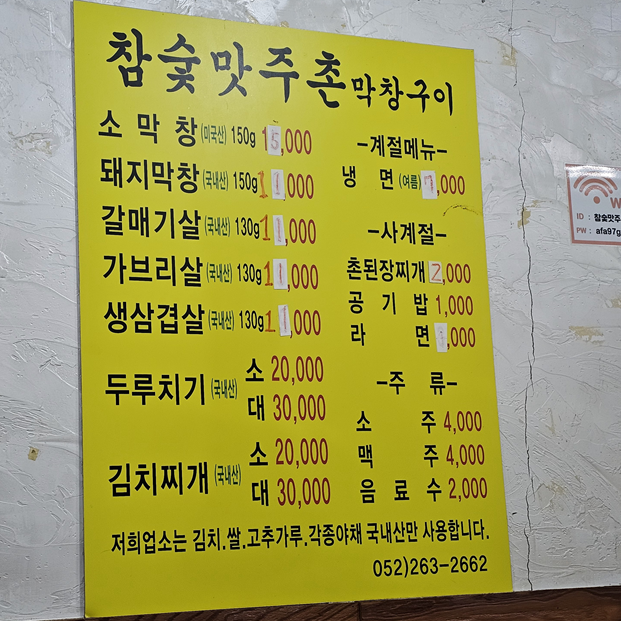 참숯맛주촌막창구이
소 막 창(미국산) 150g 15,000
돼지막창(국내산) 150g 11,000
갈매기살(국내산) 130g 11,000
가브리살(국내산) 130g 11,000
생삼겹살(국내산) 130g 11,000
두루치기(국내산) 소 20,000
대 30,000
김치찌개(국내산) 소 20,000
대 30,000
-계절메뉴-
냉 면(여름) ,000
-사계절-
촌된장찌개 2,000
공 기 밥 1,000
라 면 ,000
-주 류-
소 주 4,000
맥 주 4,000
음 료 수 2,000
저희업소는 김치.쌀.고추가루.각종야채 국내산만 사용합니다.
052)263-2662
W
ID : 참숯맛주
PW : afa97g